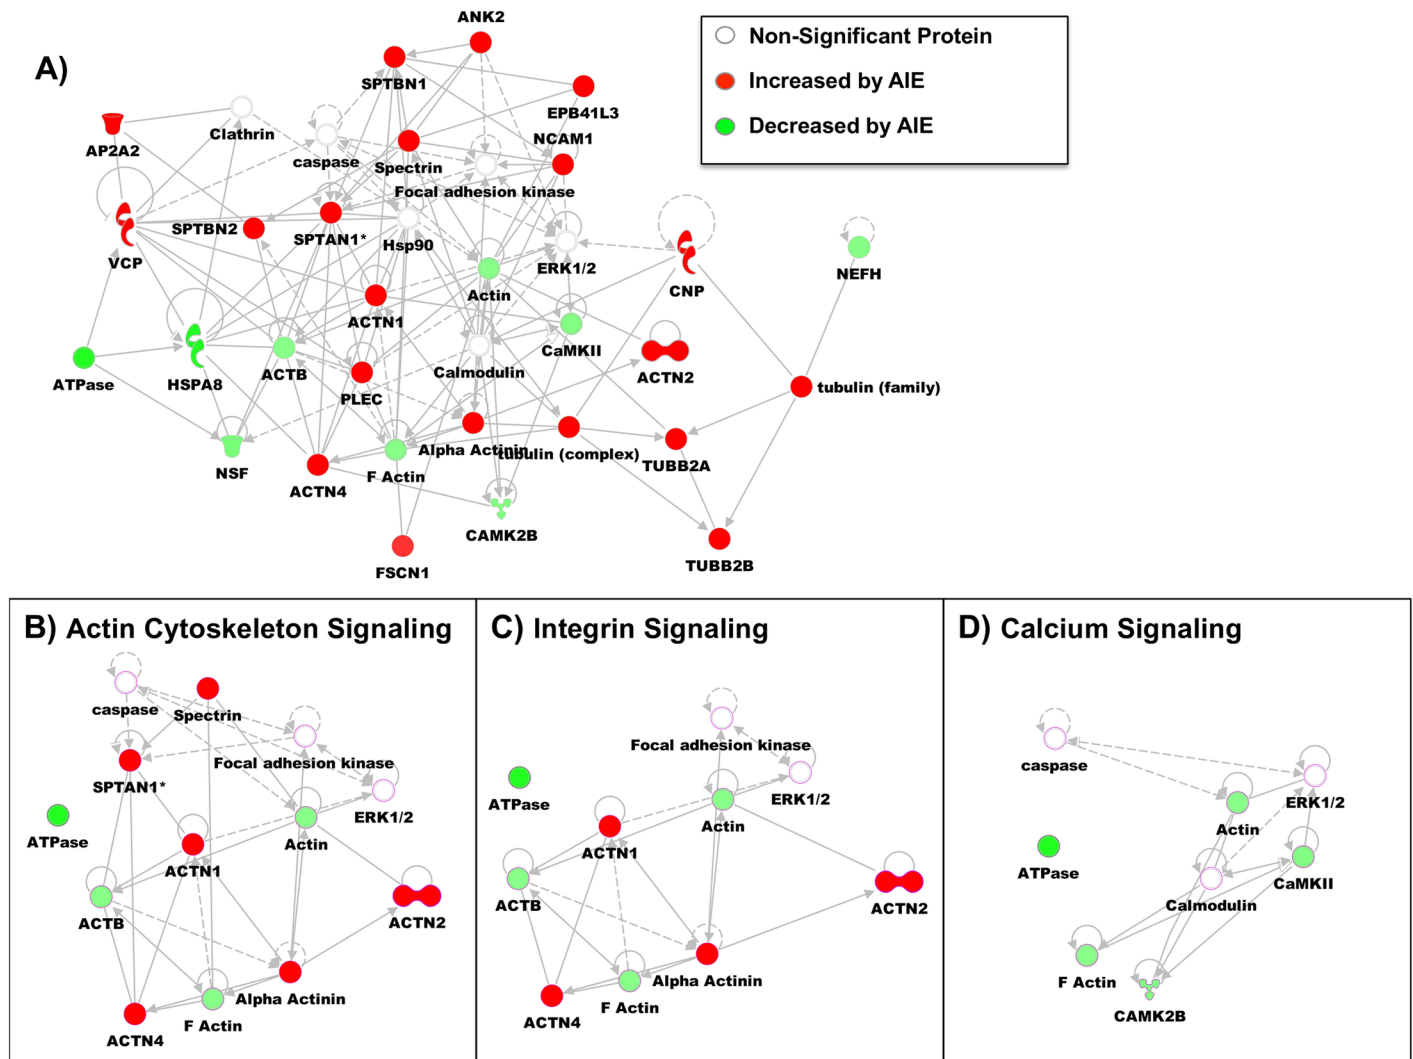 A)
ANK2
SPTBN1
EPB41L3
AP2A2
Clathrin
caspase
Spectrin
NCAM1
Focal adhesion kinase
VCP
SPTBN2
SPTAN1*
Hsp90
ERK1/2
CNP
NEFH
Actin
ACTN1
CaMKII
ATPase
HSPA8
ACTB
PLEC
Calmodulin
ACTN2
tubulin (family)
NSF
ACTN4
F Actin
Alpha Actinin
tubulin (complex)
TUBB2A
CAMK2B
FSCN1
TUBB2B
Non-Significant Protein
Increased by AIE
Decreased by AIE
B) Actin Cytoskeleton Signaling
caspase
Spectrin
Focal adhesion kinase
SPTAN1*
ERK1/2
ATPase
Actin
ACTN1
ACTB
ACTN2
Alpha Actinin
F Actin
ACTN4
C) Integrin Signaling
Focal adhesion kinase
ERK1/2
ATPase
Actin
ACTN1
ACTB
ACTN2
Alpha Actinin
F Actin
ACTN4
D) Calcium Signaling
caspase
ERK1/2
Actin
ATPase
CaMKII
Calmodulin
F Actin
CAMK2B